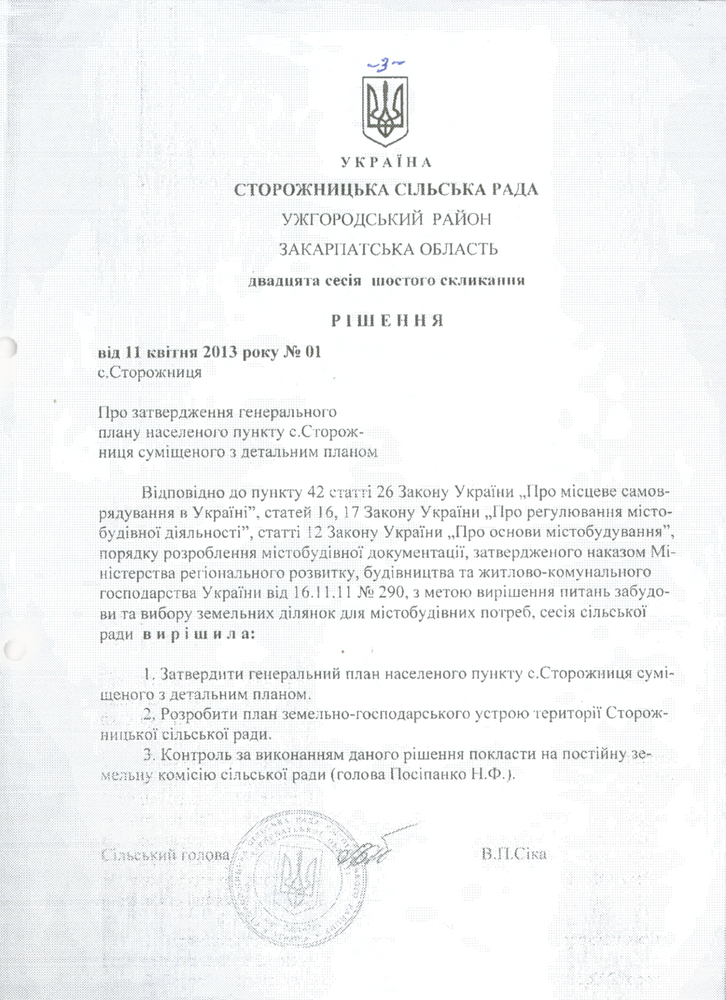 ~3~
УКРАЇНА
СТОРОЖНИЦЬКА СІЛЬСЬКА РАДА
УЖГОРОДСЬКИЙ РАЙОН
ЗАКАРПАТСЬКА ОБЛАСТЬ
двадцята сесія шостого скликання
РІШЕННЯ
від 11 квітня 2013 року № 01
с.Сторожниця
Про затвердження генерального
плану населеного пункту с.Сторож-
ниця суміщеного з детальним планом
Відповідно до пункту 42 статті 26 Закону України „Про місцеве самов-
рядування в Україні”, статей 16, 17 Закону України „Про регулювання місто-
будівної діяльності”, статті 12 Закону України „Про основи містобудування”,
порядку розроблення містобудівної документації, затвердженого наказом Мі-
ністерства регіонального розвитку, будівництва та житлово-комунального
господарства України від 16.11.11 № 290, з метою вирішення питань забудо-
ви та вибору земельних ділянок для містобудівних потреб, сесія сільської
ради вирішила:
1. Затвердити генеральний план населеного пункту с.Сторожниця сумі-
щеного з детальним планом.
2. Розробити план земельно-господарського устрою території Сторож-
ницької сільської ради.
3. Контроль за виконанням даного рішення покласти на постійну зе-
мельну комісію сільської ради (голова Посіпанко Н.Ф.).
Сільський голова В.П.Сіка